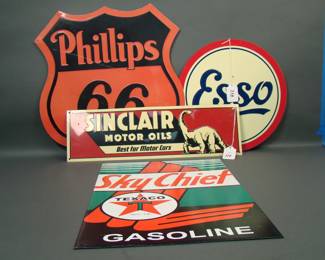 Phillips
66
Esso
SINCLAIR
MOTOR OILS
Best for Motor Cars
Sky Chief
TEXACO
T
GASOLINE